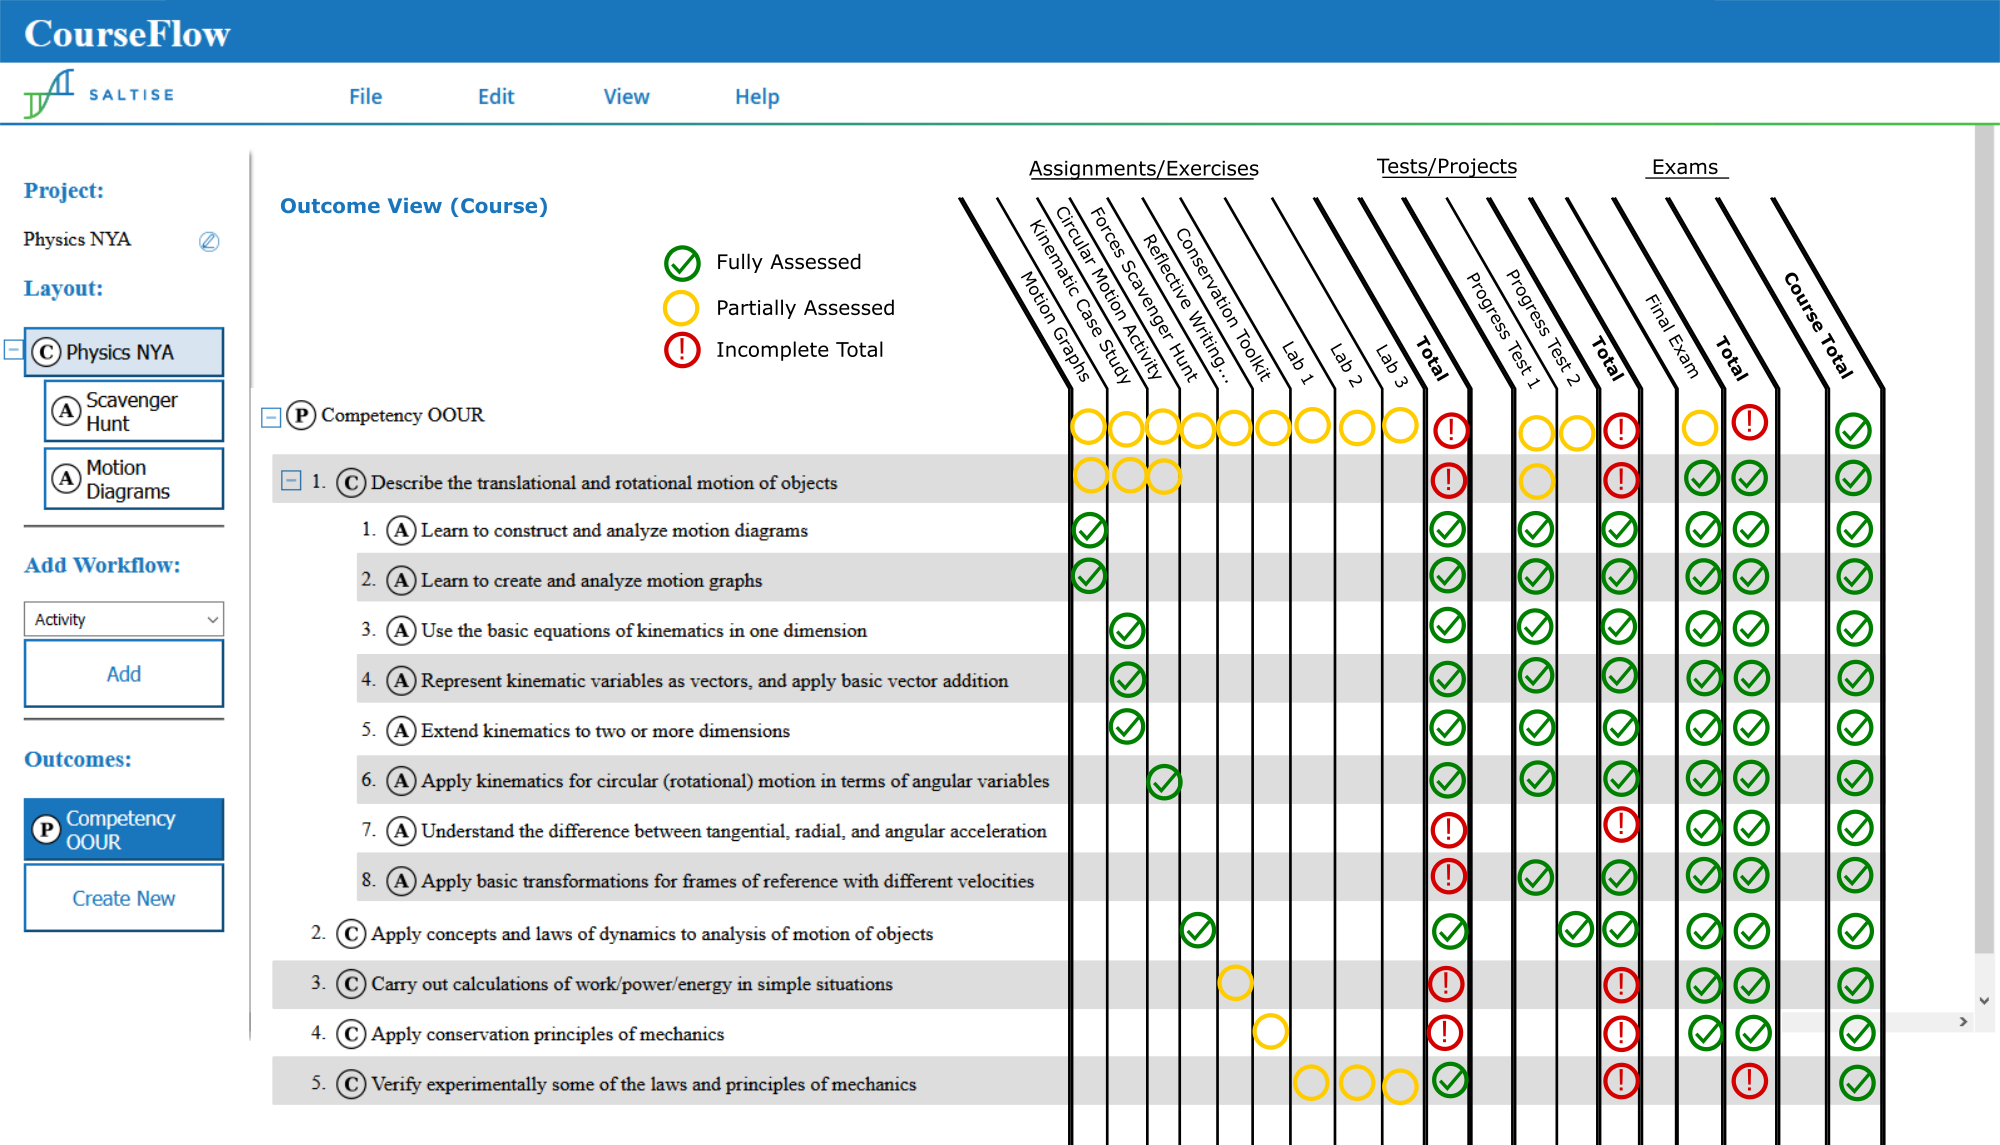 CourseFlow
SALTISE
File
Edit
View
Help
Project:
Physics NYA
Layout:
C Physics NYA
A Scavenger
Hunt
A Motion
Diagrams
Add Workflow:
Activity
Add
Outcomes:
P Competency
OOUR
Create New
Outcome View (Course)
Fully Assessed
Partially Assessed
! Incomplete Total
Assignments/Exercises
Tests/Projects
Exams
Motion Graphs
Kinematic Case Study
Circular Motion Activity
Forces Scavenger Hunt
Reflective Writing...
Conservation Toolkit
Lab 1
Lab 2
Lab 3
Total
Progress Test 1
Progress Test 2
Total
Final Exam
Total
Course Total
P Competency OOUR ! ! !
1. C Describe the translational and rotational motion of objects ! !
1. A Learn to construct and analyze motion diagrams
2. A Learn to create and analyze motion graphs
3. A Use the basic equations of kinematics in one dimension
4. A Represent kinematic variables as vectors, and apply basic vector addition
5. A Extend kinematics to two or more dimensions
6. A Apply kinematics for circular (rotational) motion in terms of angular variables
7. A Understand the difference between tangential, radial, and angular acceleration ! !
8. A Apply basic transformations for frames of reference with different velocities !
2. C Apply concepts and laws of dynamics to analysis of motion of objects
3. C Carry out calculations of work/power/energy in simple situations ! !
4. C Apply conservation principles of mechanics ! !
5. C Verify experimentally some of the laws and principles of mechanics ! !